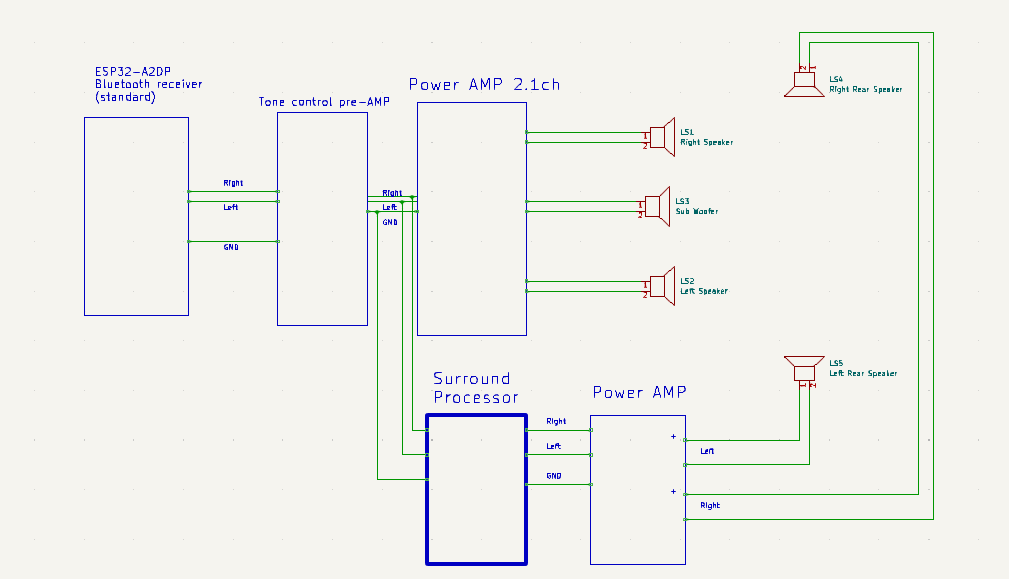 ESP32-A2DP
Bluetooth receiver
(standard)
Tone control pre-AMP
Power AMP 2.1ch
Right
Left
GND
Right
Left
GND
1
2
LS1
Right Speaker
1
2
LS3
Sub Woofer
1
2
LS2
Left Speaker
2
1
LS4
Right Rear Speaker
LS5
Left Rear Speaker
1
2
Surround
Processor
Right
Left
GND
Power AMP
+
Left
+
Right